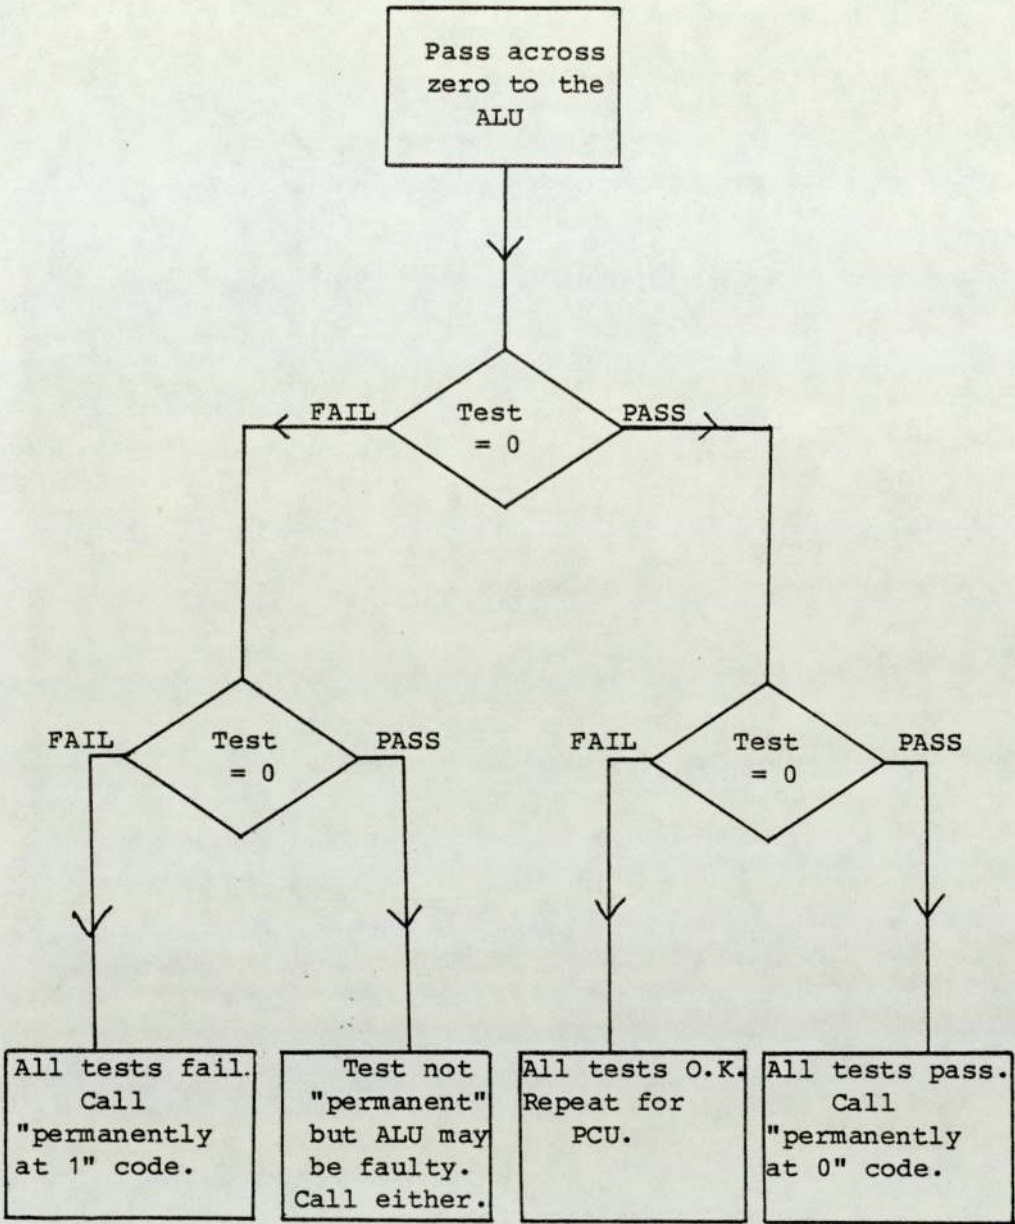 Pass across
zero to the
ALU
FAIL
Test
= 0
PASS
FAIL
Test
= 0
PASS
FAIL
Test
= 0
PASS
All tests fail.
Call
"permanently
at 1" code.
Test not
"permanent"
but ALU may
be faulty.
Call either.
All tests O.K.
Repeat for
PCU.
All tests pass.
Call
"permanently
at 0" code.